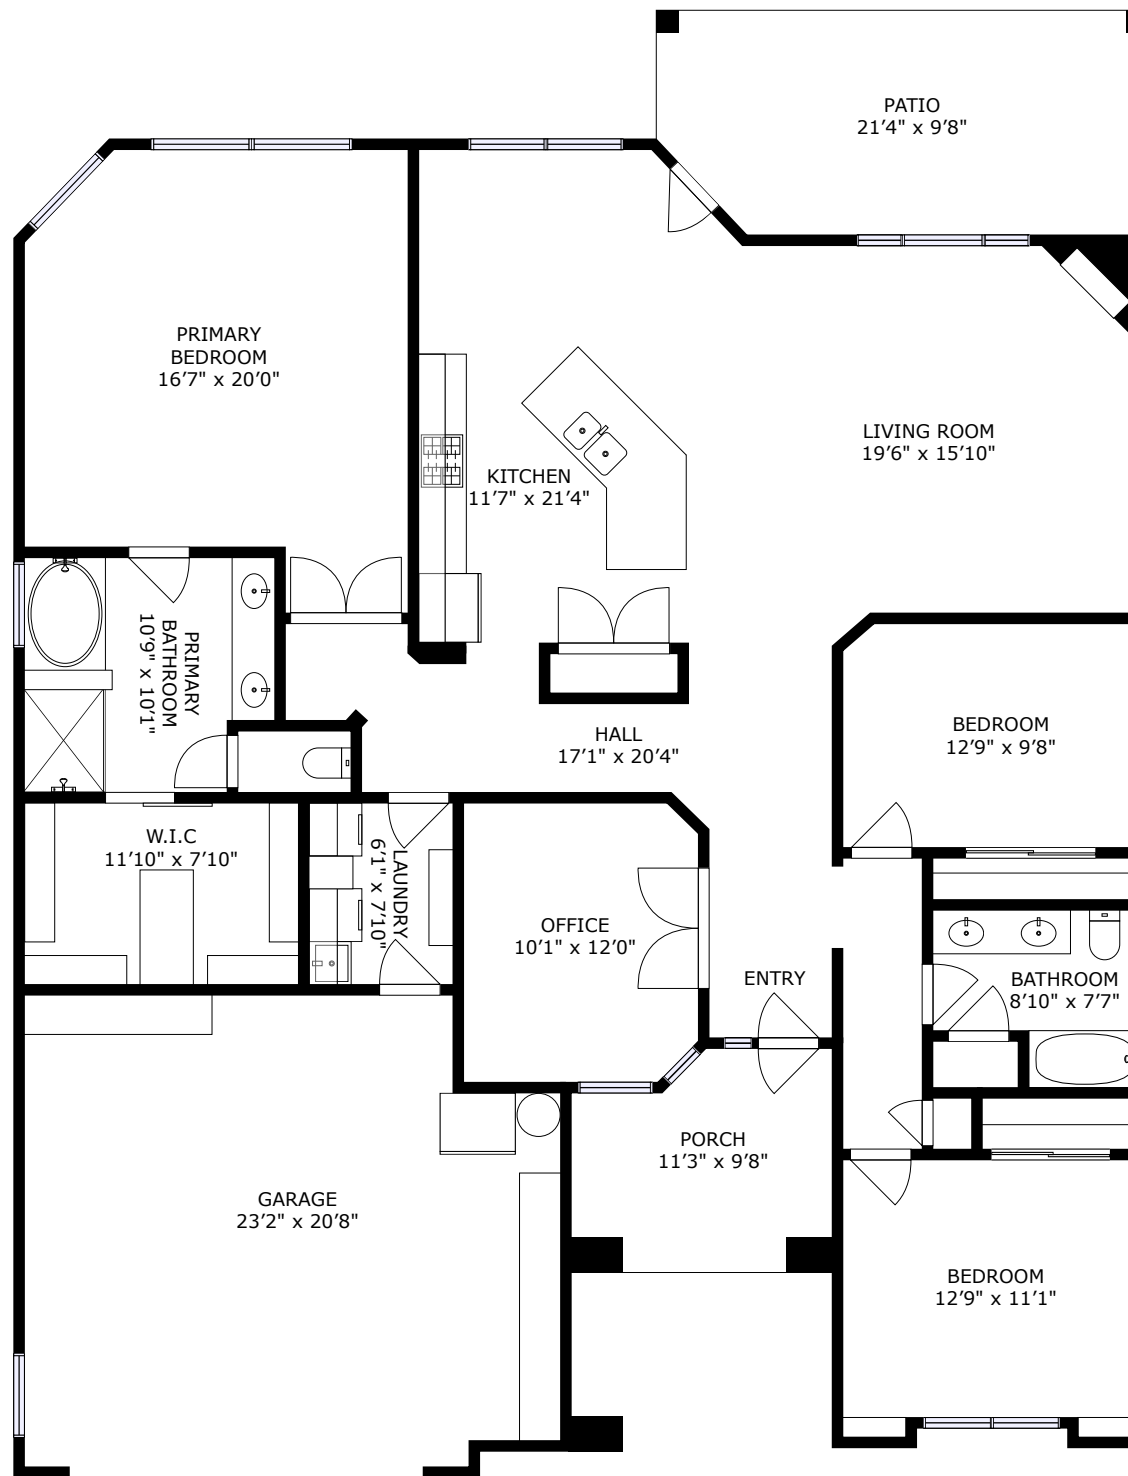 PATIO
21'4" x 9'8"
PRIMARY
BEDROOM
16'7" x 20'0"
LIVING ROOM
19'6" x 15'10"
KITCHEN
11'7" x 21'4"
PRIMARY
BATHROOM
10'9" x 10'1"
HALL
17'1" x 20'4"
BEDROOM
12'9" x 9'8"
W.I.C
11'10" x 7'10"
LAUNDRY
6'1" x 7'10"
OFFICE
10'1" x 12'0"
ENTRY
BATHROOM
8'10" x 7'7"
PORCH
11'3" x 9'8"
GARAGE
23'2" x 20'8"
BEDROOM
12'9" x 11'1"